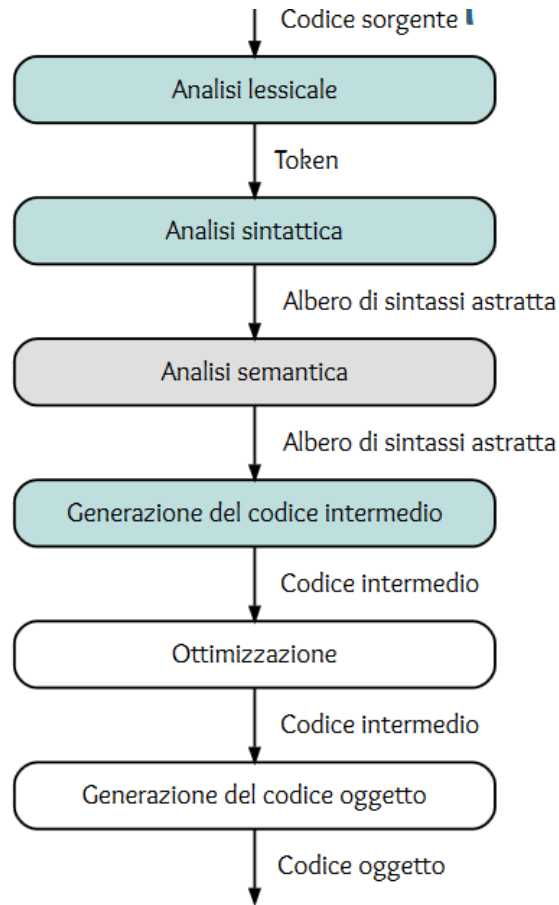 Codice sorgente
Analisi lessicale
Token
Analisi sintattica
Albero di sintassi astratta
Analisi semantica
Albero di sintassi astratta
Generazione del codice intermedio
Codice intermedio
Ottimizzazione
Codice intermedio
Generazione del codice oggetto
Codice oggetto